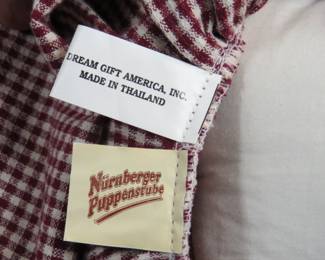 DREAM GIFT AMERICA, INC.
MADE IN THAILAND
Nürnberger
Puppenstube